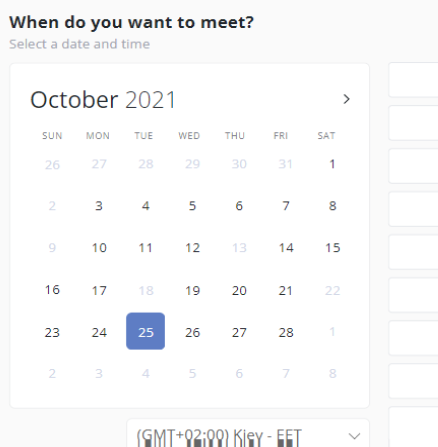 When do you want to meet?
Select a date and time
October 2021
SUN MON TUE WED THU FRI SAT
26 27 28 29 30 31 1
2 3 4 5 6 7 8
9 10 11 12 13 14 15
16 17 18 19 20 21 22
23 24 25 26 27 28 1
2 3 4 5 6 7 8
(GMT+02:00) Kiev - EET